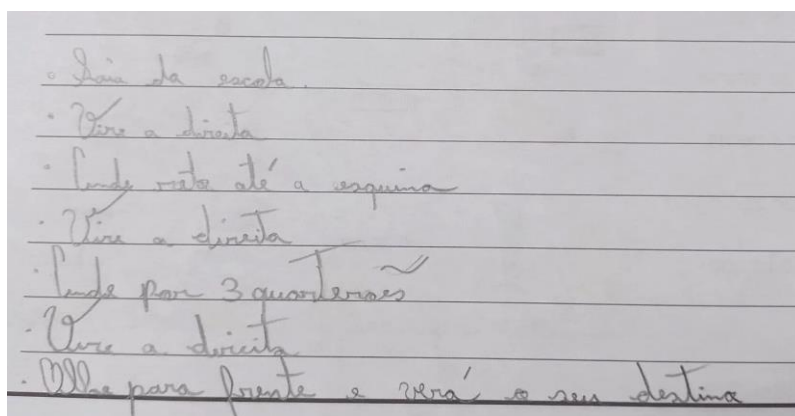 . Saia da escola.
. Vire a direita
. Ande reto até a esquina
. Vire a direita
. Ande por 3 quarterões
. Vire a direita
. Olhe para frente e verá o seu destino